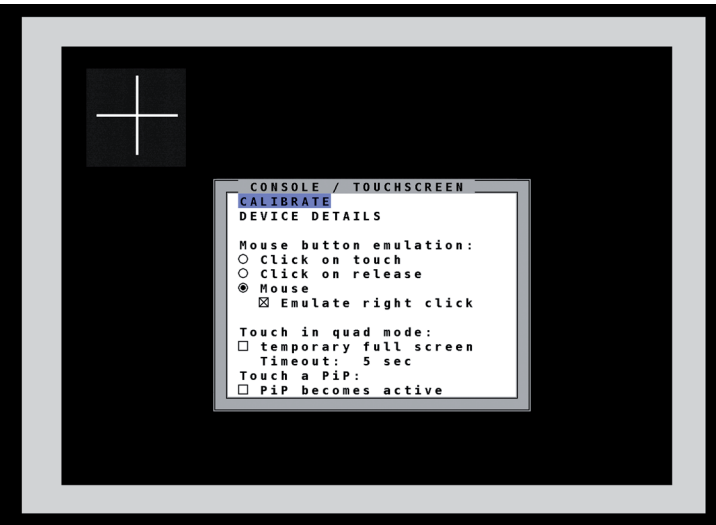 CONSOLE / TOUCHSCREEN
CALIBRATE
DEVICE DETAILS
Mouse button emulation:
Click on touch
Click on release
Mouse
Emulate right click
Touch in quad mode:
temporary full screen
Timeout: 5 sec
Touch a PiP:
PiP becomes active